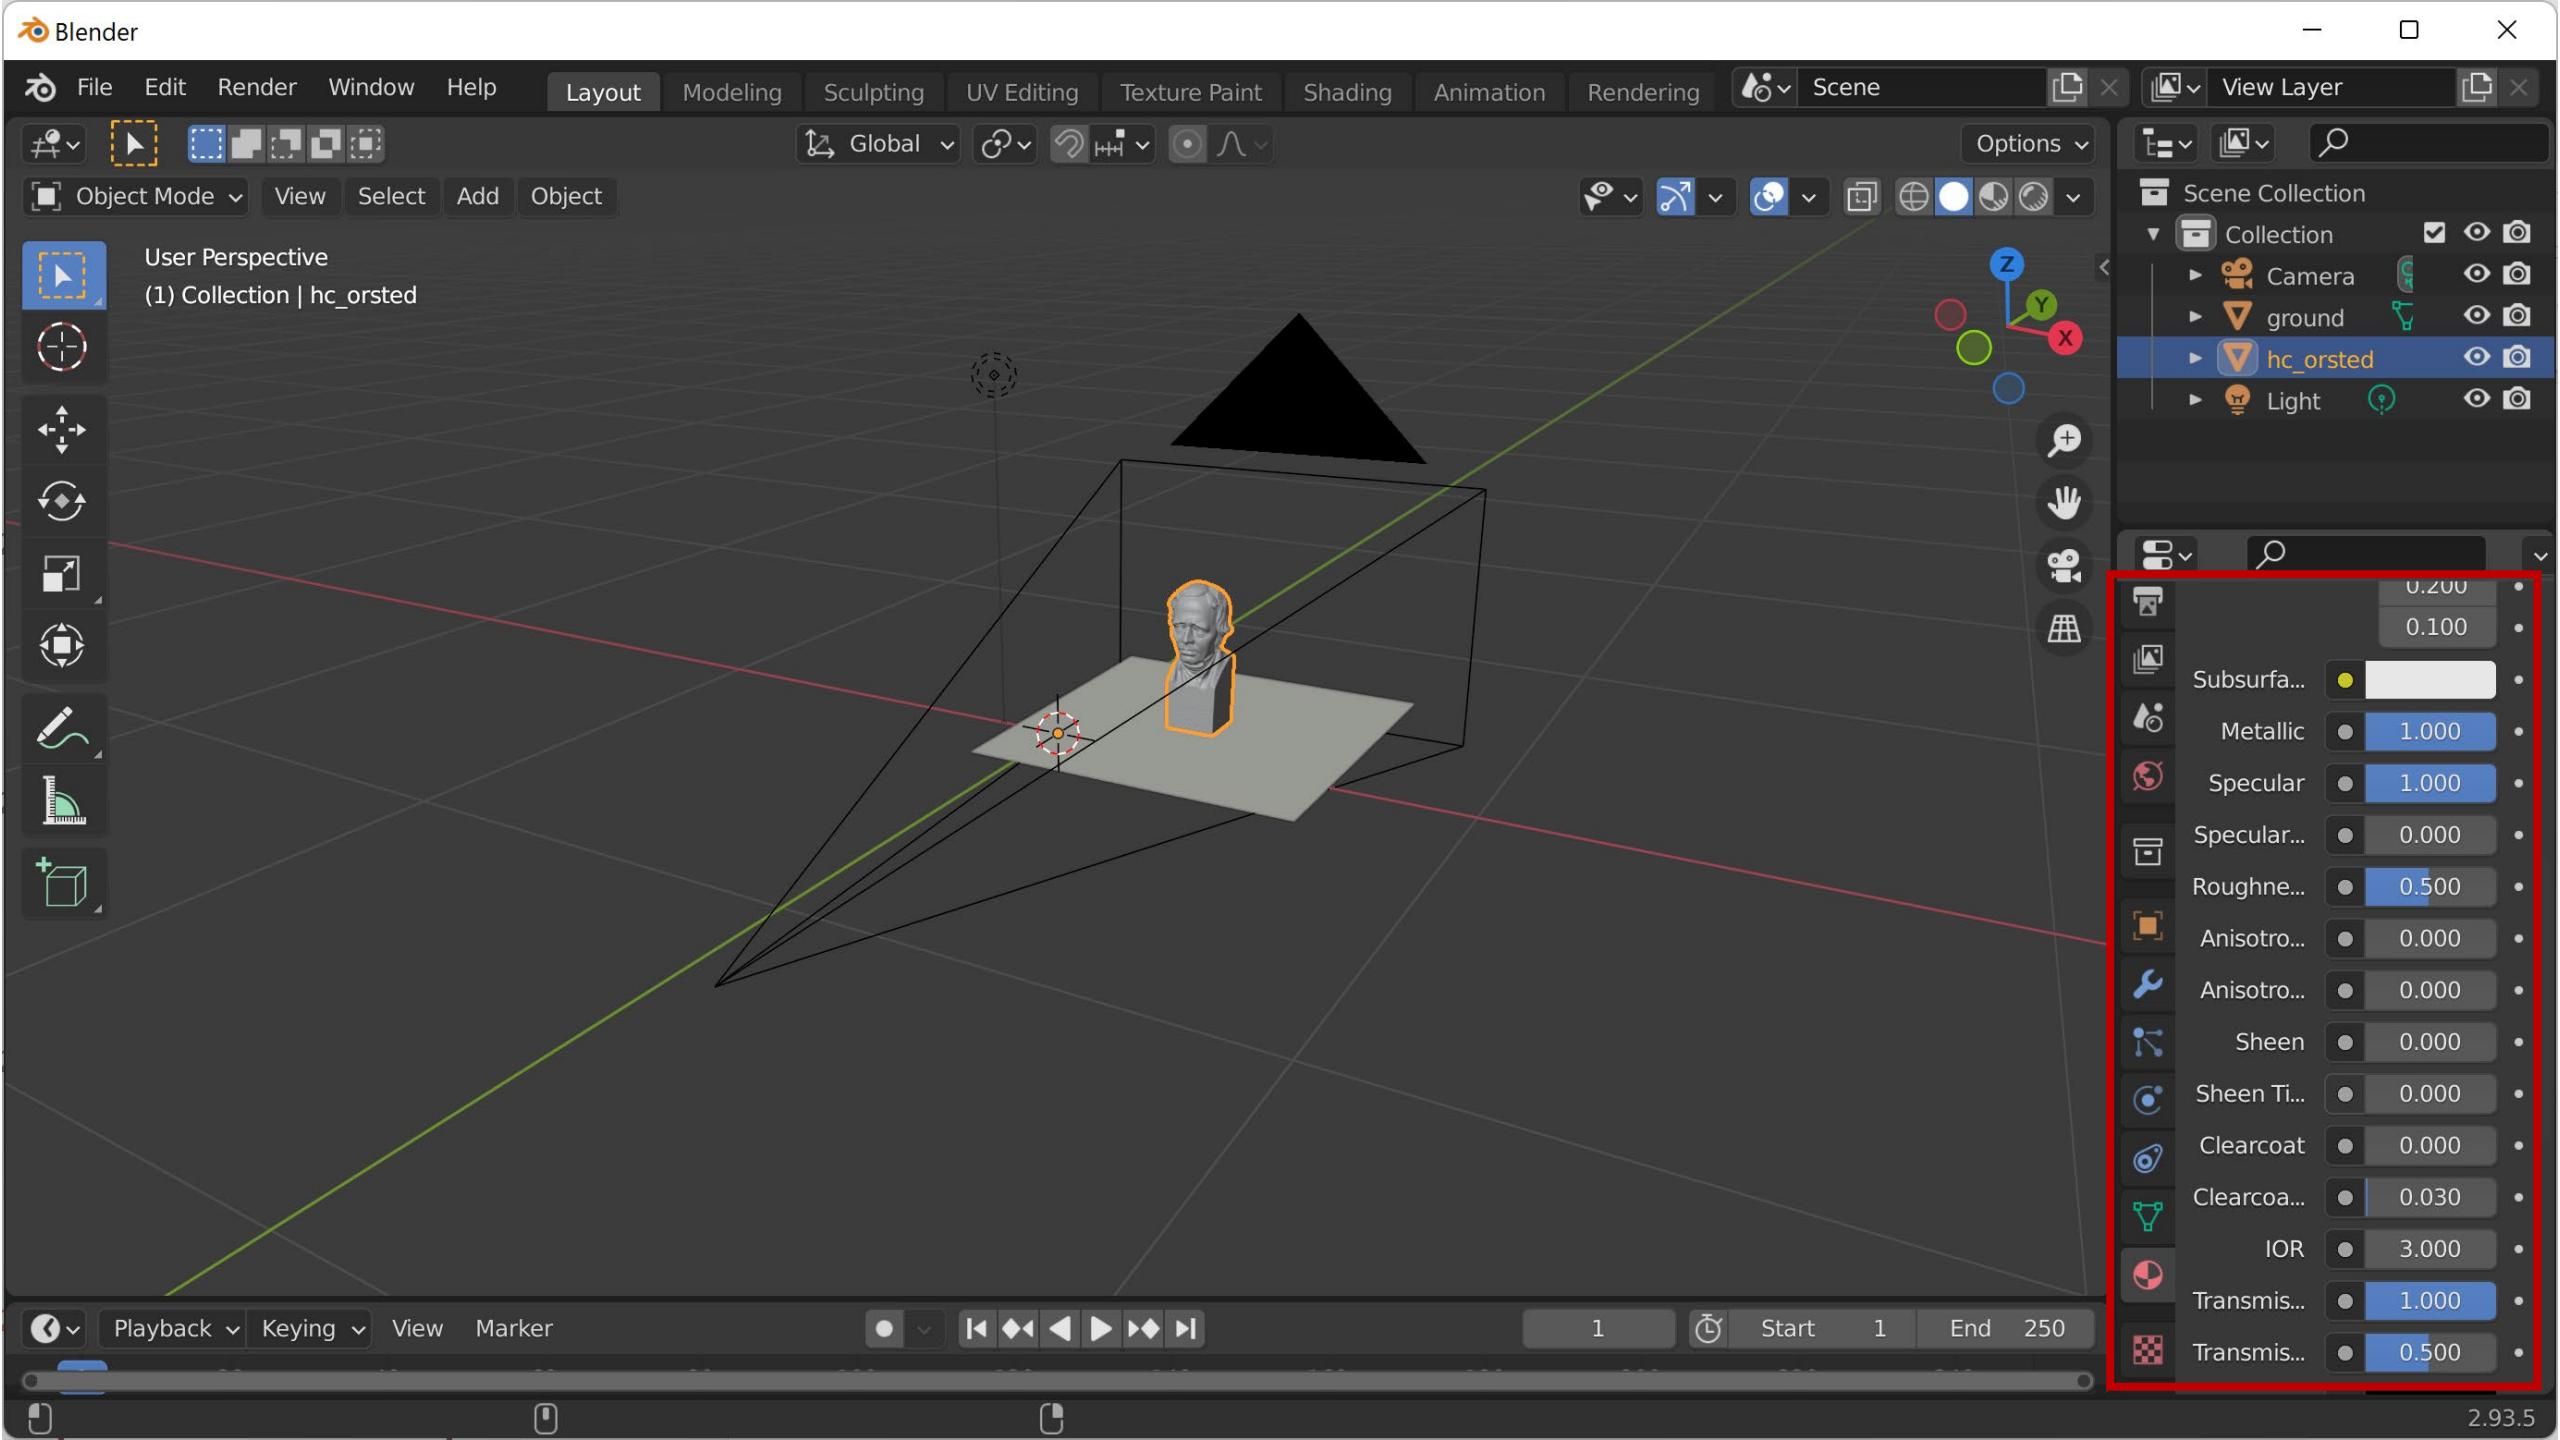 Blender
File Edit Render Window Help Layout Modeling Sculpting UV Editing Texture Paint Shading Animation Rendering Scene View Layer
Global Options
Object Mode View Select Add Object
User Perspective
(1) Collection | hc_orsted
Z
Y
X
Scene Collection
Collection
Camera
ground
hc_orsted
Light
0.200
0.100
Subsurfa...
Metallic 1.000
Specular 1.000
Specular... 0.000
Roughne... 0.500
Anisotro... 0.000
Anisotro... 0.000
Sheen 0.000
Sheen Ti... 0.000
Clearcoat 0.000
Clearcoa... 0.030
IOR 3.000
Transmis... 1.000
Transmis... 0.500
Playback Keying View Marker 1 Start 1 End 250
2.93.5